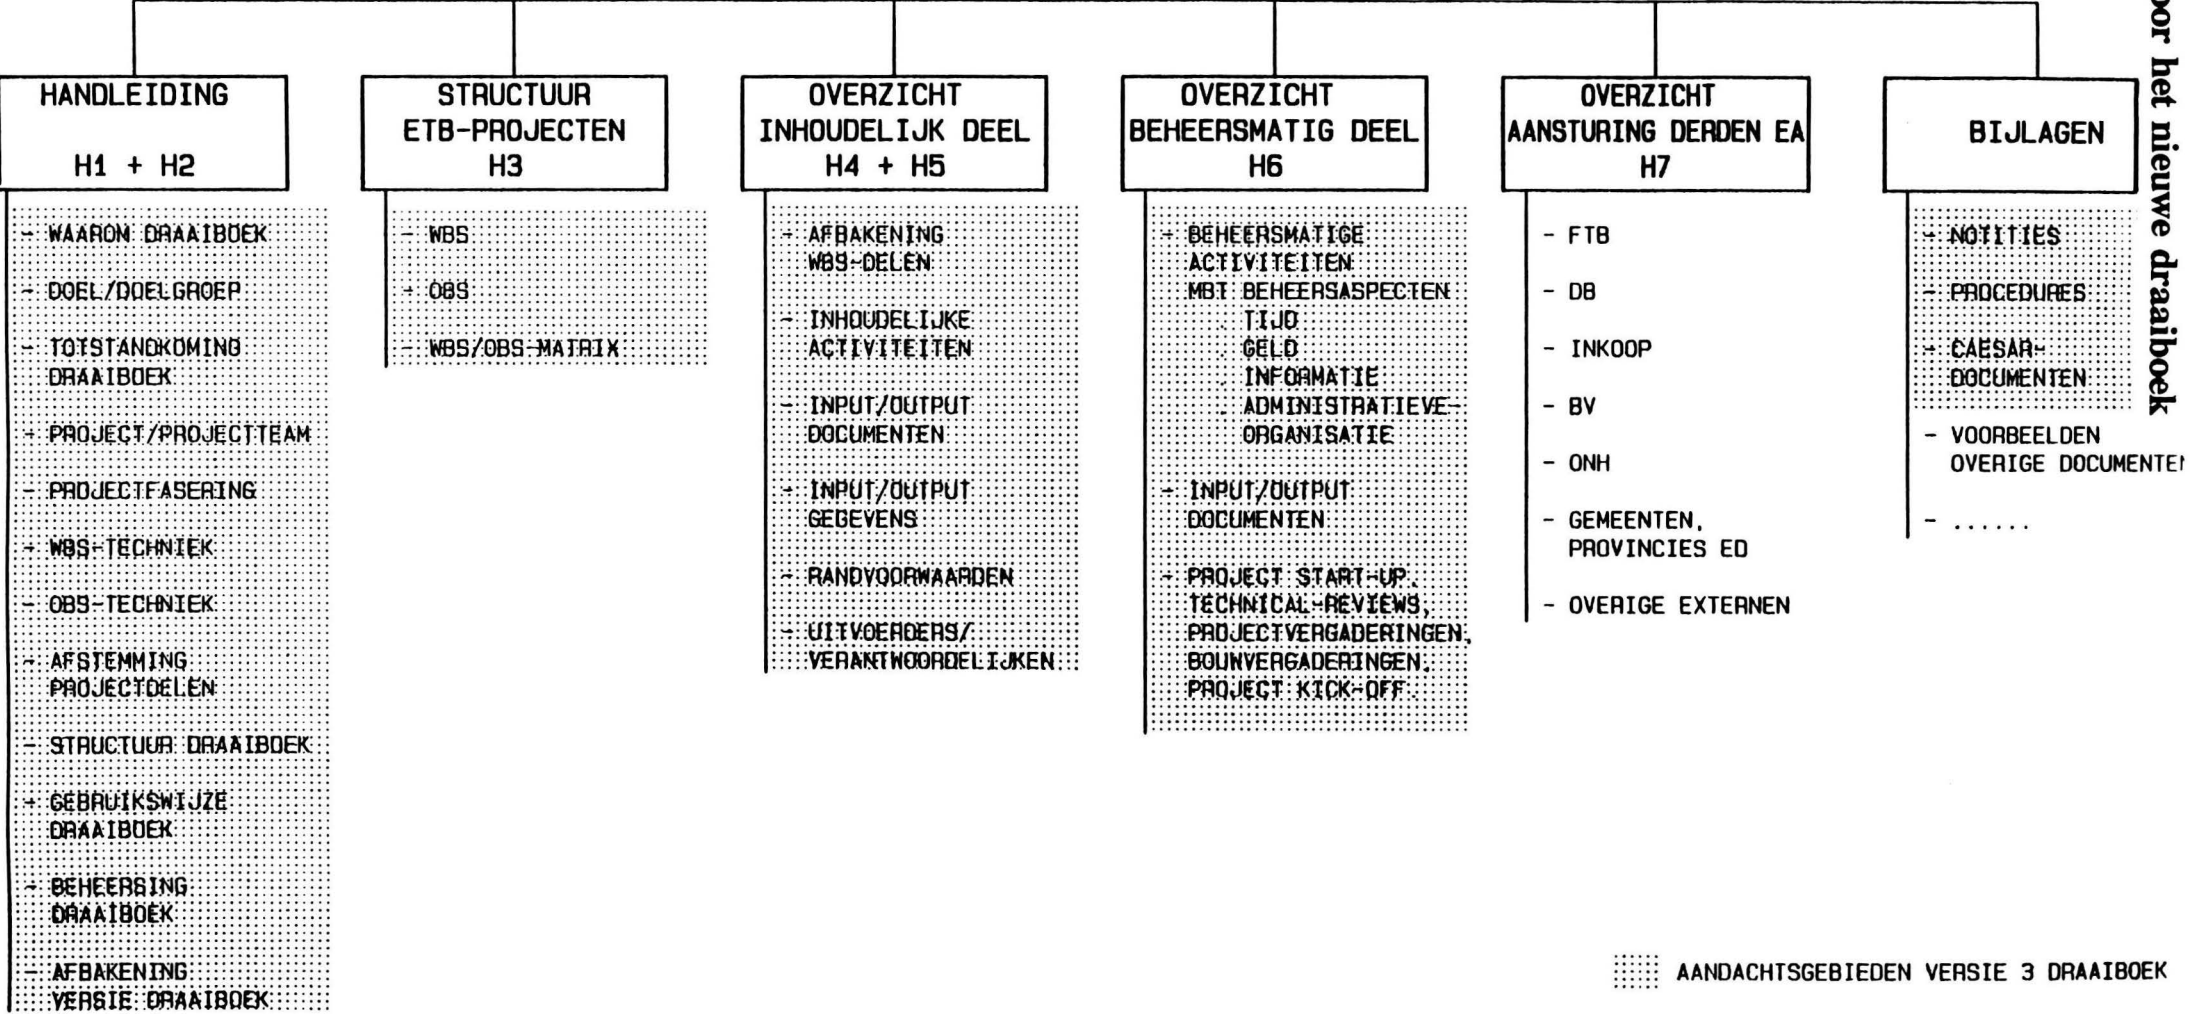 HANDLEIDING
H1 + H2
- WAAROM DRAAIBOEK
- DOEL/DOELGROEP
- TOTSTANDKOMING
DRAAIBOEK
- PROJECT/PROJECTTEAM
- PROJECTFASERING
- WBS-TECHNIEK
- OBS-TECHNIEK
- AFSTEMMING
PROJECTDELEN
- STRUCTUUR DRAAIBOEK
- GEBRUIKSWIJZE
DRAAIBOEK
- BEHEERSING
DRAAIBOEK
- AFBAKENING
VERSIE DRAAIBOEK
STRUCTUUR
ETB-PROJECTEN
H3
- WBS
- OBS
- WBS/OBS-MATRIX
OVERZICHT
INHOUDELIJK DEEL
H4 + H5
- AFBAKENING
WBS-DELEN
- INHOUDELIJKE
ACTIVITEITEN
- INPUT/OUTPUT
DOCUMENTEN
- INPUT/OUTPUT
GEGEVENS
- RANDVOORWAARDEN
- UITVOERDERS/
VERANTWOORDELIJKEN
OVERZICHT
BEHEERSMATIG DEEL
H6
- BEHEERSMATIGE
ACTIVITEITEN
MBT BEHEERSASPECTEN
. TIJD
. GELD
. INFORMATIE
. ADMINISTRATIEVE-
ORGANISATIE
- INPUT/OUTPUT
DOCUMENTEN
- PROJECT START-UP,
TECHNICAL-REVIEWS,
PROJECTVERGADERINGEN,
BOUWVERGADERINGEN,
PROJECT KICK-OFF
OVERZICHT
AANSTURING DERDEN EA
H7
- FTB
- DB
- INKOOP
- BV
- ONH
- GEMEENTEN,
PROVINCIES ED
- OVERIGE EXTERNEN
BIJLAGEN
- NOTITIES
- PROCEDURES
- CAESAR-
DOCUMENTEN
- VOORBEELDEN
OVERIGE DOCUMENTEN
- ......
oor het nieuwe draaiboek
AANDACHTSGEBIEDEN VERSIE 3 DRAAIBOEK